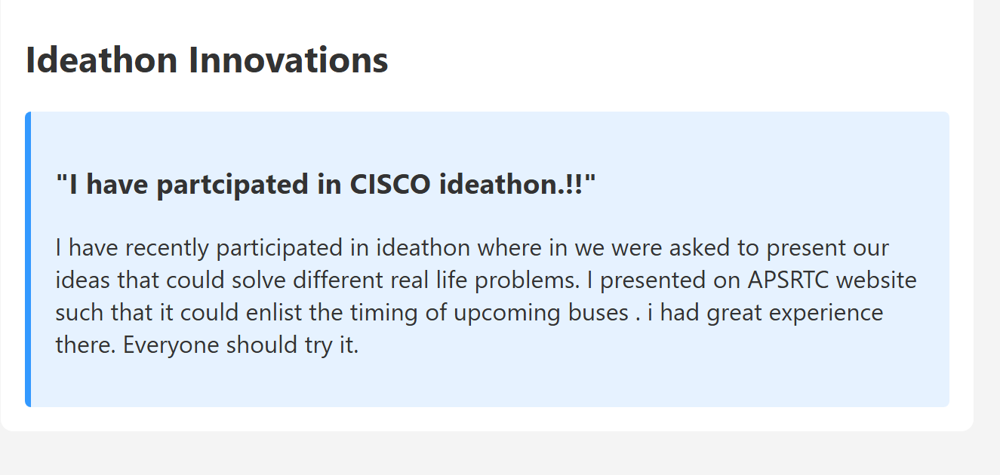 Ideathon Innovations
"I have partcipated in CISCO ideathon.!!"
I have recently participated in ideathon where in we were asked to present our
ideas that could solve different real life problems. I presented on APSRTC website
such that it could enlist the timing of upcoming buses . i had great experience
there. Everyone should try it.